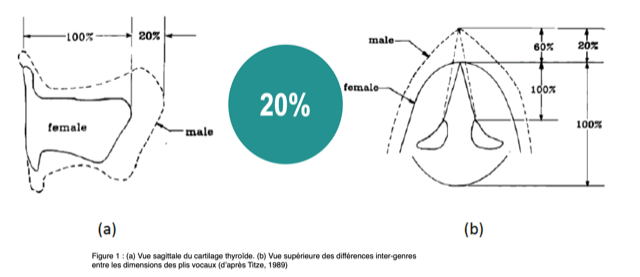 100%
20%
female
male
(a)
20%
male
female
60%
20%
100%
100%
(b)
Figure 1 : (a) Vue sagittale du cartilage thyroïde. (b) Vue supérieure des différences inter-genres
entre les dimensions des plis vocaux (d'après Titze, 1989)